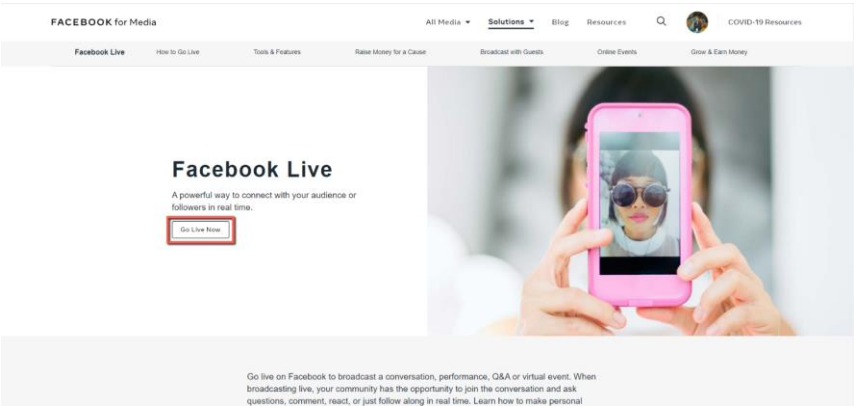 FACEBOOK for Media
All Media Solutions Blog Resources COVID-19 Resources
Facebook Live How to Go Live Tools & Features Raise Money for a Cause Broadcast with Guests Online Events Grow & Earn Money
Facebook Live
A powerful way to connect with your audience or
followers in real time.
Go Live Now
Go live on Facebook to broadcast a conversation, performance, Q&A or virtual event. When
broadcasting live, your community has the opportunity to join the conversation and ask
questions, comment, react, or just follow along in real time. Learn how to make personal